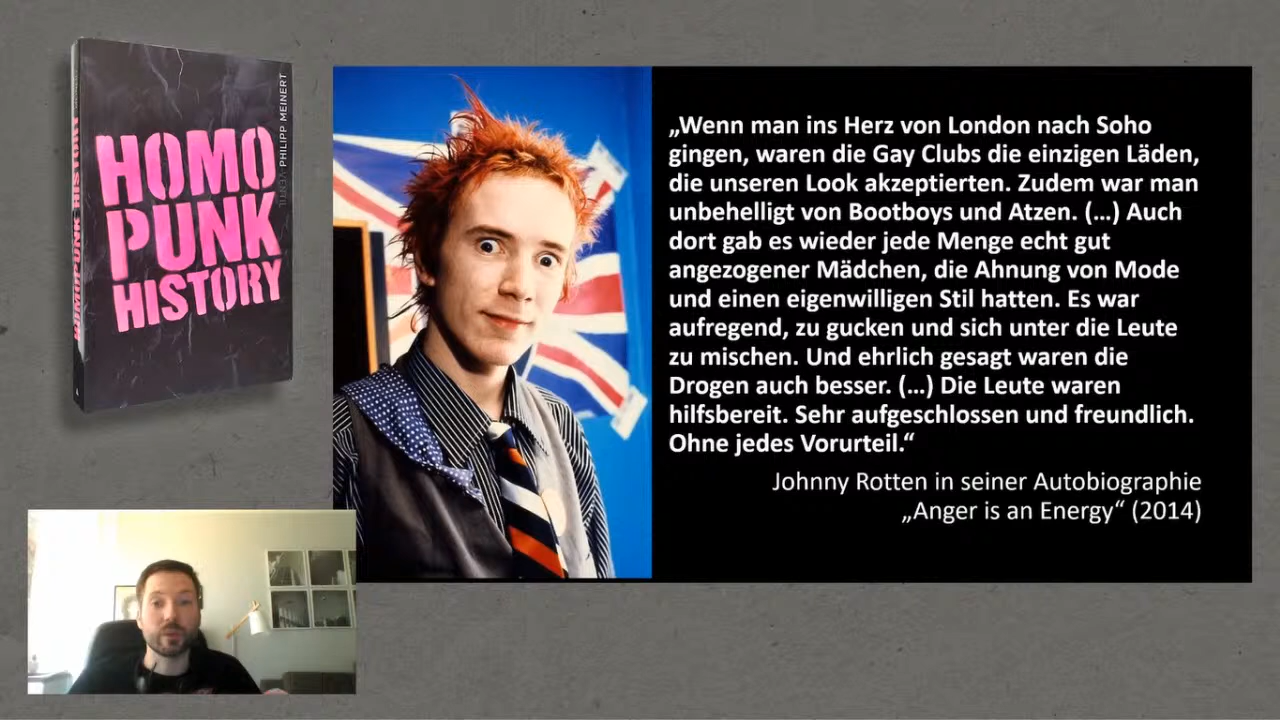 HOMO
PUNK
HISTORY
PHILIPP MEINERT
VENTIL
HOMOPUNK HISTORY
„Wenn man ins Herz von London nach Soho
gingen, waren die Gay Clubs die einzigen Läden,
die unseren Look akzeptierten. Zudem war man
unbehelligt von Bootboys und Atzen. (…) Auch
dort gab es wieder jede Menge echt gut
angezogener Mädchen, die Ahnung von Mode
und einen eigenwilligen Stil hatten. Es war
aufregend, zu gucken und sich unter die Leute
zu mischen. Und ehrlich gesagt waren die
Drogen auch besser. (…) Die Leute waren
hilfsbereit. Sehr aufgeschlossen und freundlich.
Ohne jedes Vorurteil.“
Johnny Rotten in seiner Autobiographie
„Anger is an Energy“ (2014)